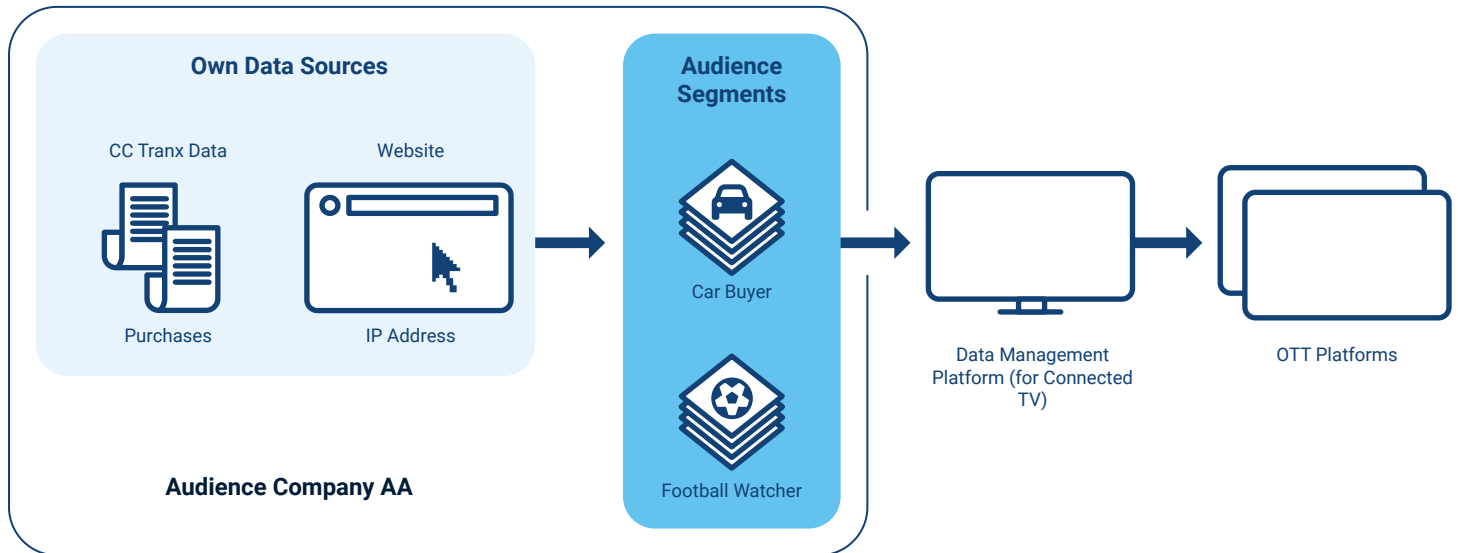 Own Data Sources
CC Tranx Data
Website
Purchases
IP Address
Audience Company AA
Audience
Segments
Car Buyer
Football Watcher
Data Management
Platform (for Connected
TV)
OTT Platforms